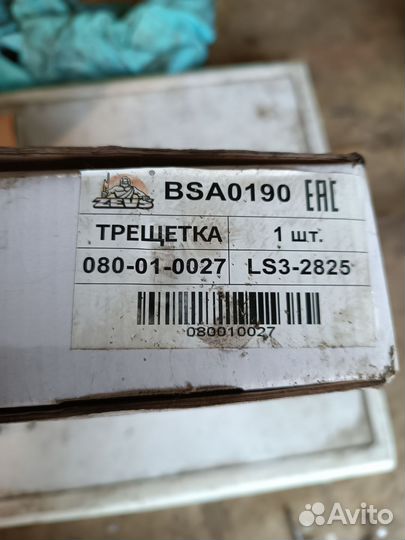 BSA0190 EAC
ТРЕЩЕТКА 1 шт.
080-01-0027 LS3-2825
080010027
Avito